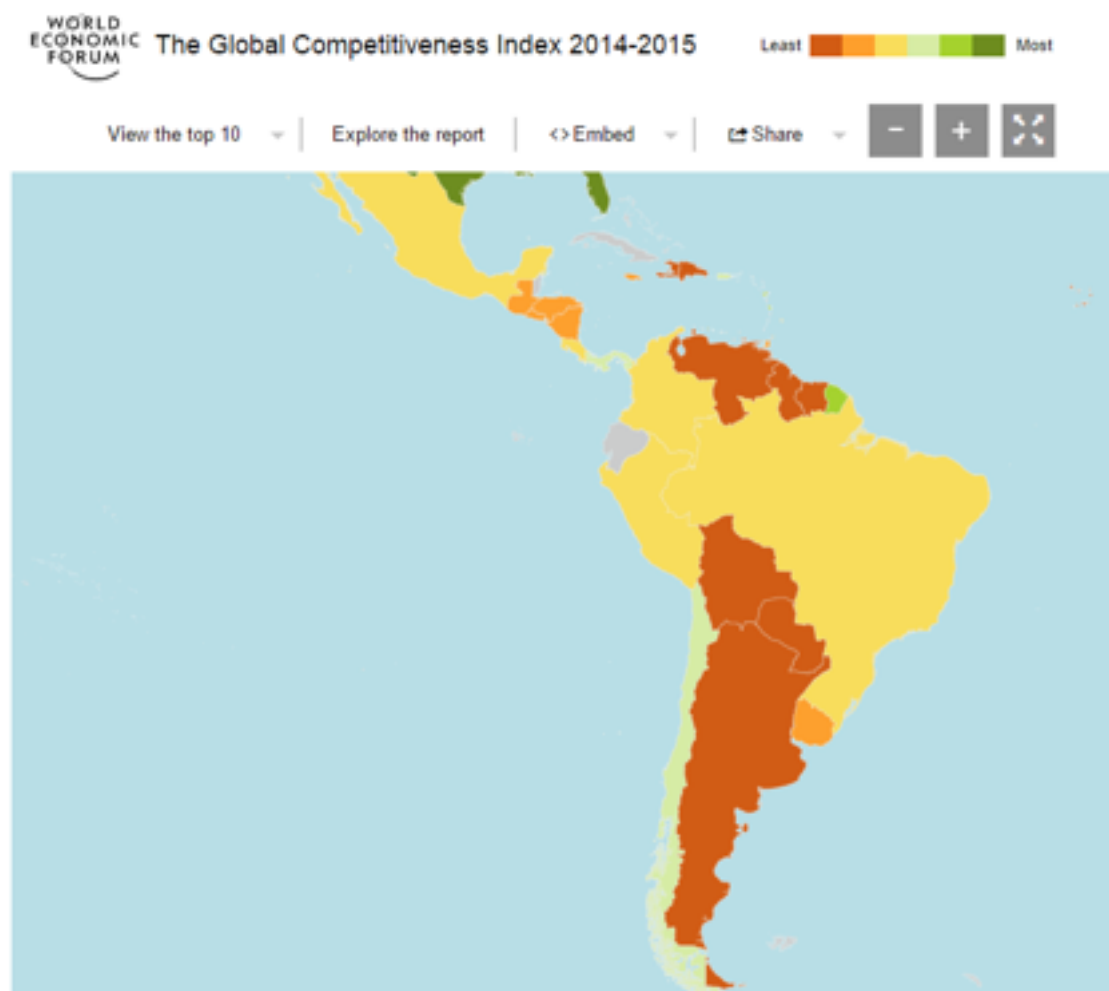 WORLD
ECONOMIC
FORUM
The Global Competitiveness Index 2014-2015
Least
Most
View the top 10
Explore the report
<>Embed
Share